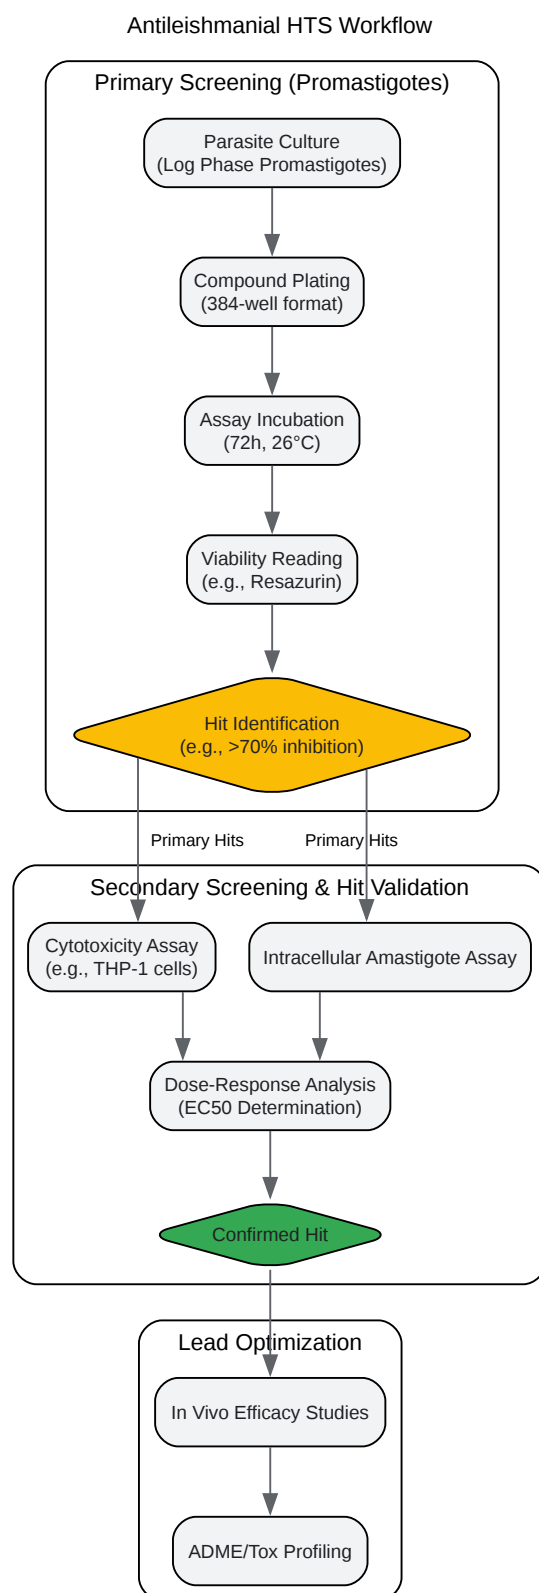 Antileishmanial HTS Workflow
Primary Screening (Promastigotes)
Parasite Culture
(Log Phase Promastigotes)
Compound Plating
(384-well format)
Assay Incubation
(72h, 26°C)
Viability Reading
(e.g., Resazurin)
Hit Identification
(e.g., >70% inhibition)
Primary Hits
Primary Hits
Secondary Screening & Hit Validation
Cytotoxicity Assay
(e.g., THP-1 cells)
Intracellular Amastigote Assay
Dose-Response Analysis
(EC50 Determination)
Confirmed Hit
Lead Optimization
In Vivo Efficacy Studies
ADME/Tox Profiling